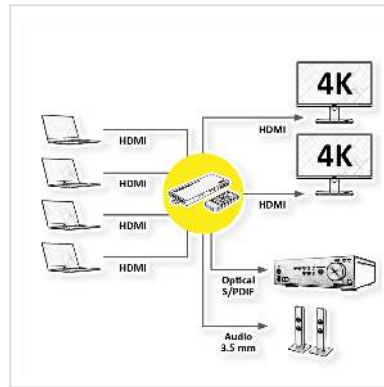 4K
HDMI
HDMI
4K
HDMI
HDMI
HDMI
HDMI
Optical
S/PDIF
Audio
3.5 mm